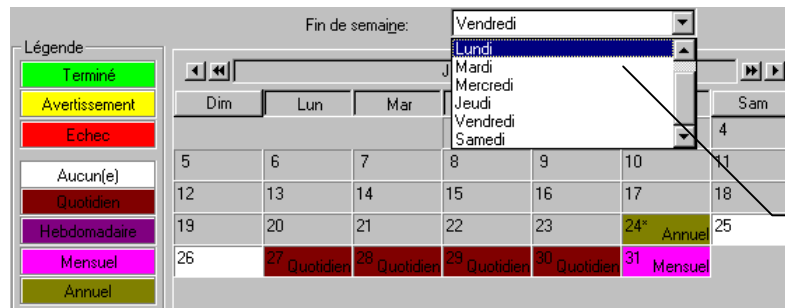 Fin de semaine: Vendredi
Légende
Lundi
Terminé
J Mardi
Mercredi
Avertissement
Dim Lun Mar Jeudi Sam
Vendredi
Echec
Samedi 4
5 6 7 8 9 10 11
Aucun(e)
Quotidien
12 13 14 15 16 17 18
Hebdomadaire
19 20 21 22 23 24* Annuel 25
Mensuel
26 27 Quotidien 28 Quotidien 29 Quotidien 30 Quotidien 31 Mensuel
Annuel